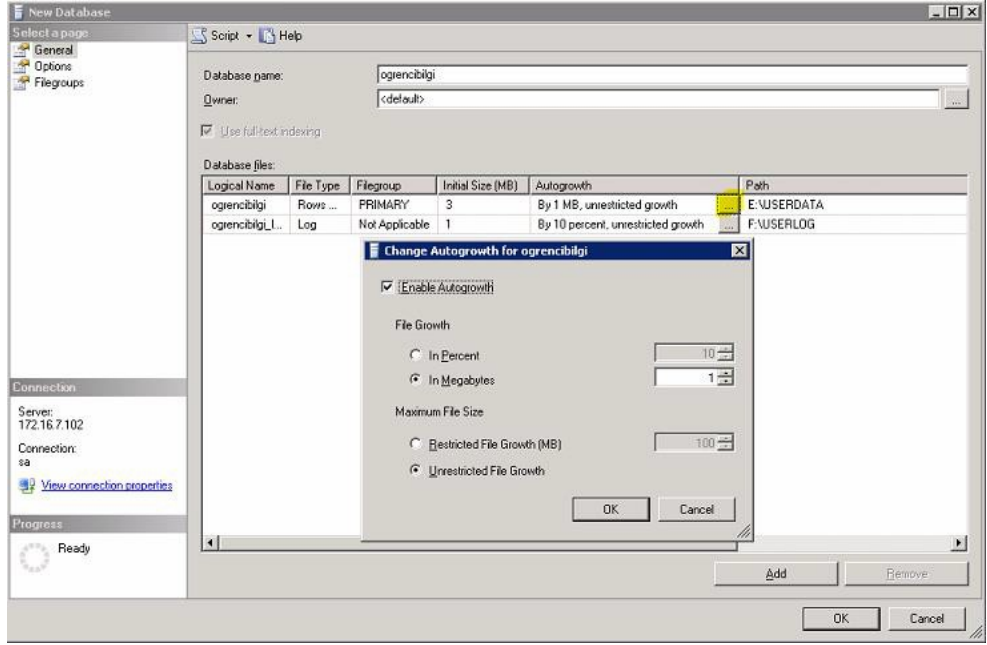 New Database
Select a page
General
Options
Filegroups
Script Help
Database name: ogrencibilgi
Owner: <default> ...
Use full-text indexing
Database files:
Logical Name File Type Filegroup Initial Size (MB) Autogrowth Path
ogrencibilgi Rows ... PRIMARY 3 By 1 MB, unrestricted growth ... E:\USERDATA
ogrencibilgi_l... Log Not Applicable 1 By 10 percent, unrestricted growth ... F:\USERLOG
Change Autogrowth for ogrencibilgi
Enable Autogrowth
File Growth
In Percent 10
In Megabytes 1
Maximum File Size
Restricted File Growth (MB) 100
Unrestricted File Growth
OK Cancel
Connection
Server:
172.16.7.102
Connection:
sa
View connection properties
Progress
Ready
Add Remove
OK Cancel